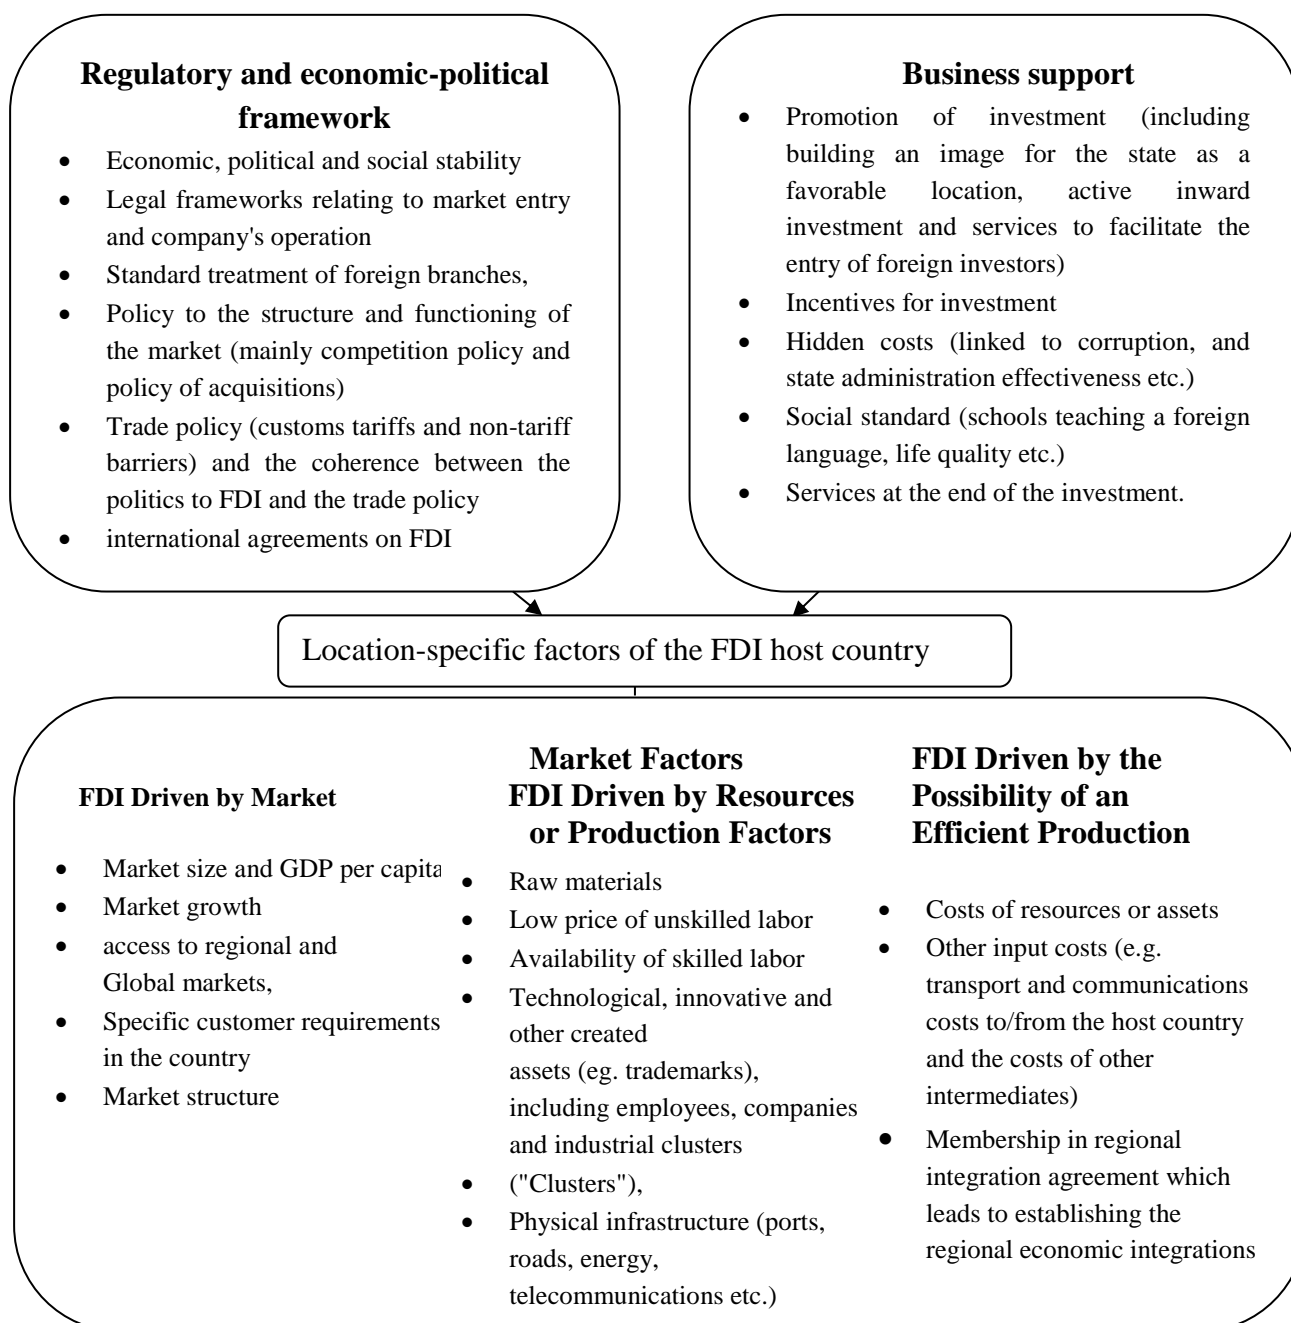 Regulatory and economic-political
framework
• Economic, political and social stability
• Legal frameworks relating to market entry
and company's operation
• Standard treatment of foreign branches,
• Policy to the structure and functioning of
the market (mainly competition policy and
policy of acquisitions)
• Trade policy (customs tariffs and non-tariff
barriers) and the coherence between the
politics to FDI and the trade policy
• international agreements on FDI
Business support
• Promotion of investment (including
building an image for the state as a
favorable location, active inward
investment and services to facilitate the
entry of foreign investors)
• Incentives for investment
• Hidden costs (linked to corruption, and
state administration effectiveness etc.)
• Social standard (schools teaching a foreign
language, life quality etc.)
• Services at the end of the investment.
Location-specific factors of the FDI host country
FDI Driven by Market
• Market size and GDP per capita
• Market growth
• access to regional and
Global markets,
• Specific customer requirements
in the country
• Market structure
Market Factors
FDI Driven by Resources
or Production Factors
• Raw materials
• Low price of unskilled labor
• Availability of skilled labor
• Technological, innovative and
other created
assets (eg. trademarks),
including employees, companies
and industrial clusters
• ("Clusters"),
• Physical infrastructure (ports,
roads, energy,
telecommunications etc.)
FDI Driven by the
Possibility of an
Efficient Production
• Costs of resources or assets
• Other input costs (e.g.
transport and communications
costs to/from the host country
and the costs of other
intermediates)
• Membership in regional
integration agreement which
leads to establishing the
regional economic integrations